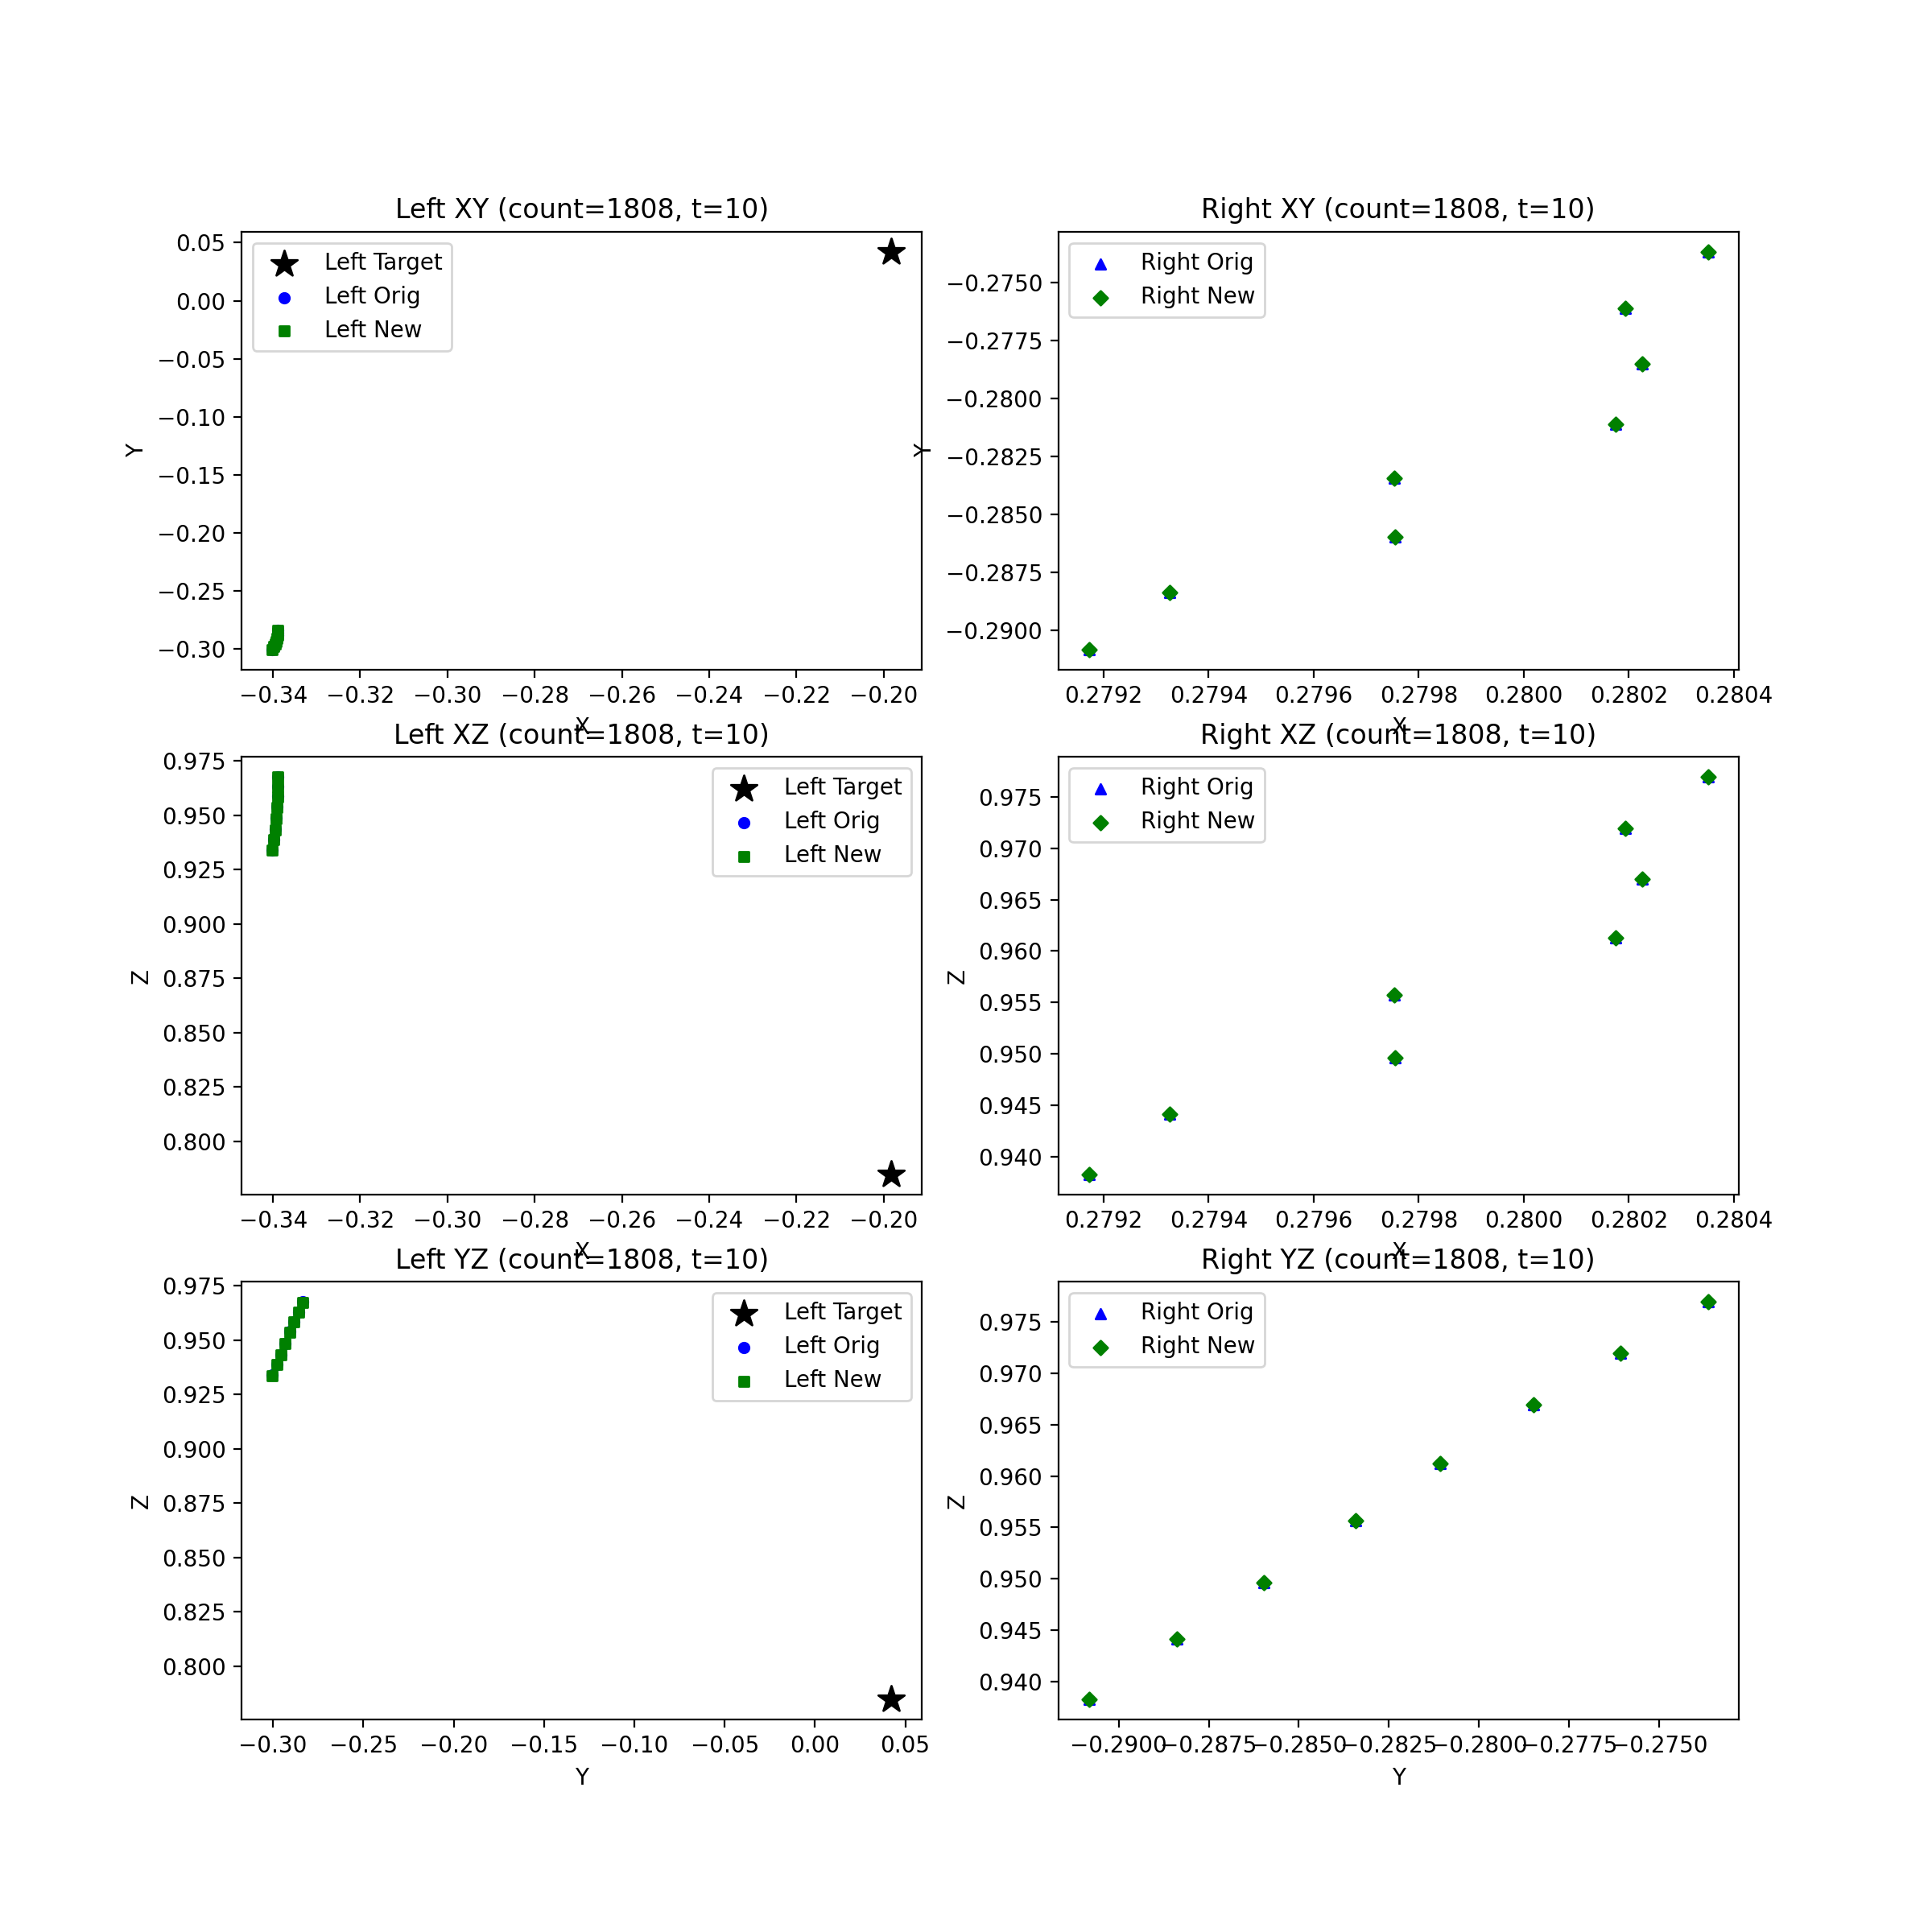 Left XY (count=1808, t=10)
Right XY (count=1808, t=10)
0.05
0.00
−0.05
−0.10
−0.15
−0.20
−0.25
−0.30
Y
Left Target
Left Orig
Left New
−0.34 −0.32 −0.30 −0.28 −0.26 −0.24 −0.22 −0.20
X
−0.2750
−0.2775
−0.2800
−0.2825
−0.2850
−0.2875
−0.2900
Y
Right Orig
Right New
0.2792 0.2794 0.2796 0.2798 0.2800 0.2802 0.2804
X
Left XZ (count=1808, t=10)
Right XZ (count=1808, t=10)
0.975
0.950
0.925
0.900
0.875
0.850
0.825
0.800
Z
Left Target
Left Orig
Left New
−0.34 −0.32 −0.30 −0.28 −0.26 −0.24 −0.22 −0.20
X
0.975
0.970
0.965
0.960
0.955
0.950
0.945
0.940
Z
Right Orig
Right New
0.2792 0.2794 0.2796 0.2798 0.2800 0.2802 0.2804
X
Left YZ (count=1808, t=10)
Right YZ (count=1808, t=10)
0.975
0.950
0.925
0.900
0.875
0.850
0.825
0.800
Z
Left Target
Left Orig
Left New
−0.30 −0.25 −0.20 −0.15 −0.10 −0.05 0.00 0.05
Y
0.975
0.970
0.965
0.960
0.955
0.950
0.945
0.940
Z
Right Orig
Right New
−0.2900 −0.2875 −0.2850 −0.2825 −0.2800 −0.2775 −0.2750
Y